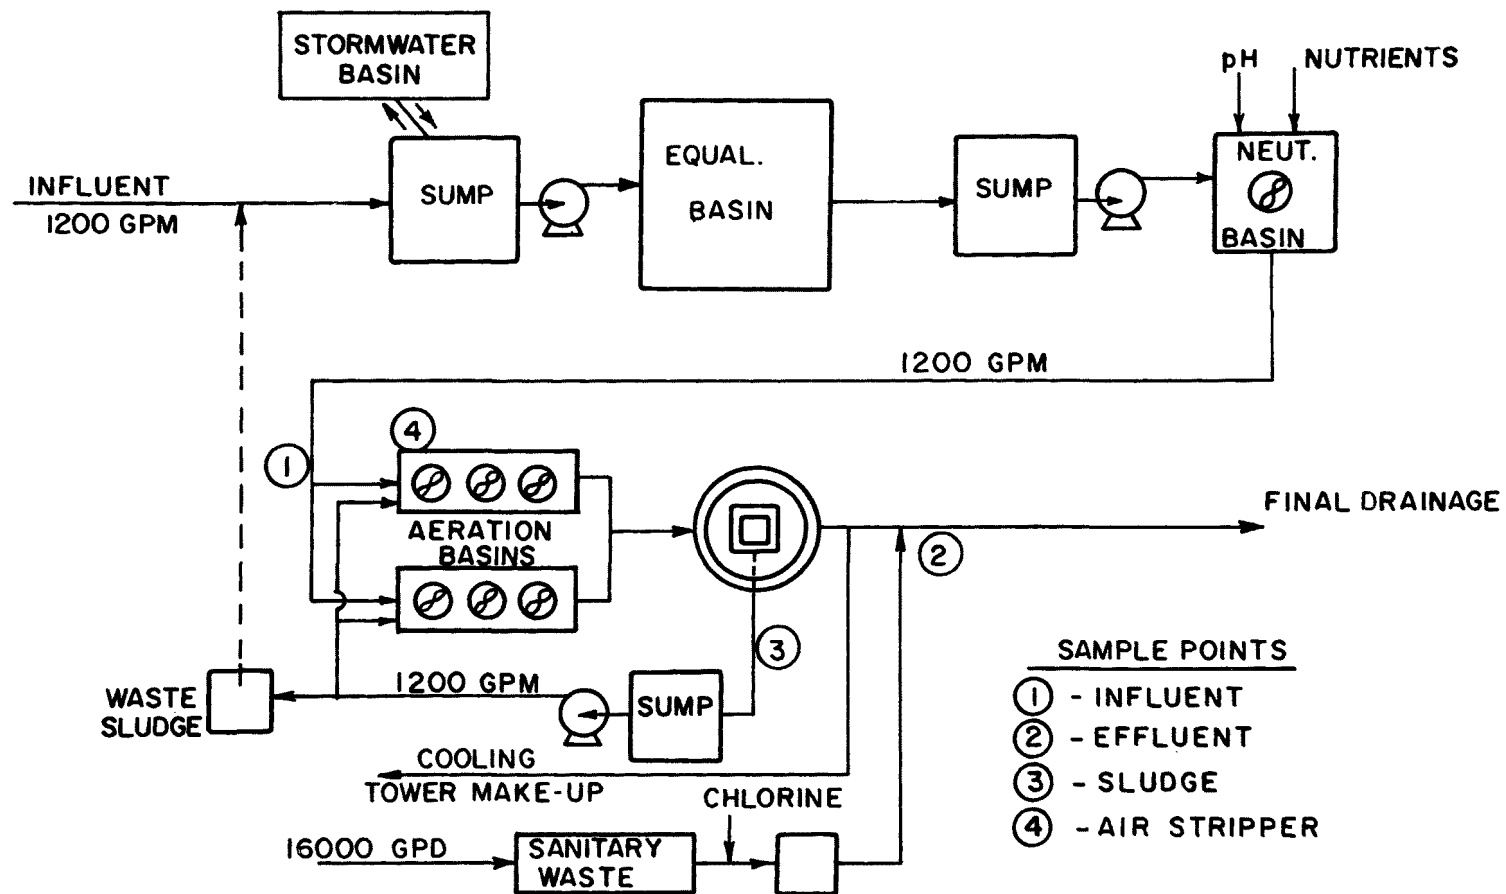 STORMWATER
BASIN
pH
NUTRIENTS
INFLUENT
1200 GPM
SUMP
EQUAL.
BASIN
SUMP
NEUT.
BASIN
1200 GPM
4
1
AERATION
BASINS
FINAL DRAINAGE
2
3
WASTE
SLUDGE
1200 GPM
SUMP
COOLING
TOWER MAKE-UP
CHLORINE
16000 GPD
SANITARY
WASTE
SAMPLE POINTS
1 - INFLUENT
2 - EFFLUENT
3 - SLUDGE
4 - AIR STRIPPER